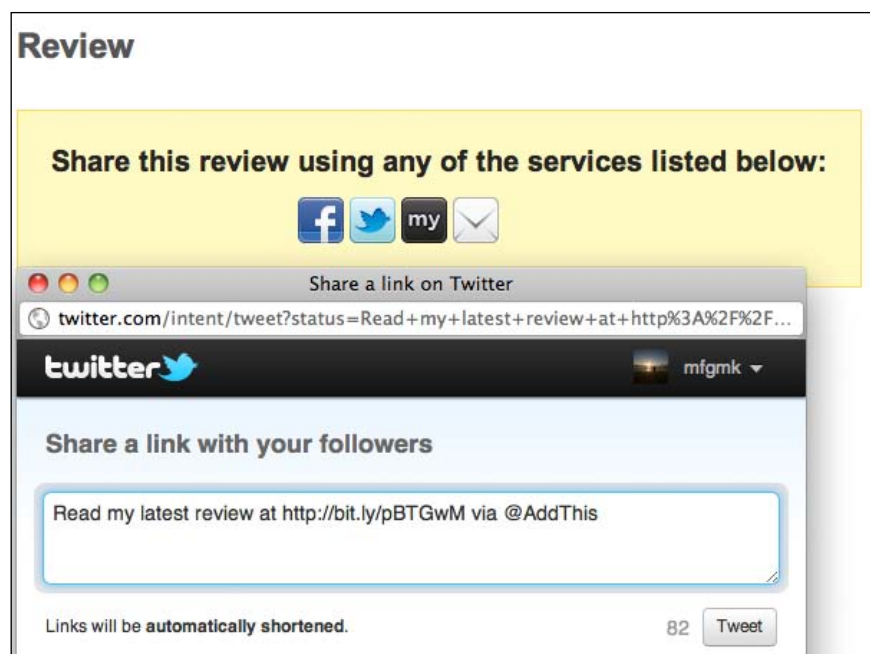 Review
Share this review using any of the services listed below:
f my
Share a link on Twitter
twitter.com/intent/tweet?status=Read+my+latest+review+at+http%3A%2F%2F...
twitter mfgmk
Share a link with your followers
Read my latest review at http://bit.ly/pBTGwM via @AddThis
Links will be automatically shortened. 82 Tweet